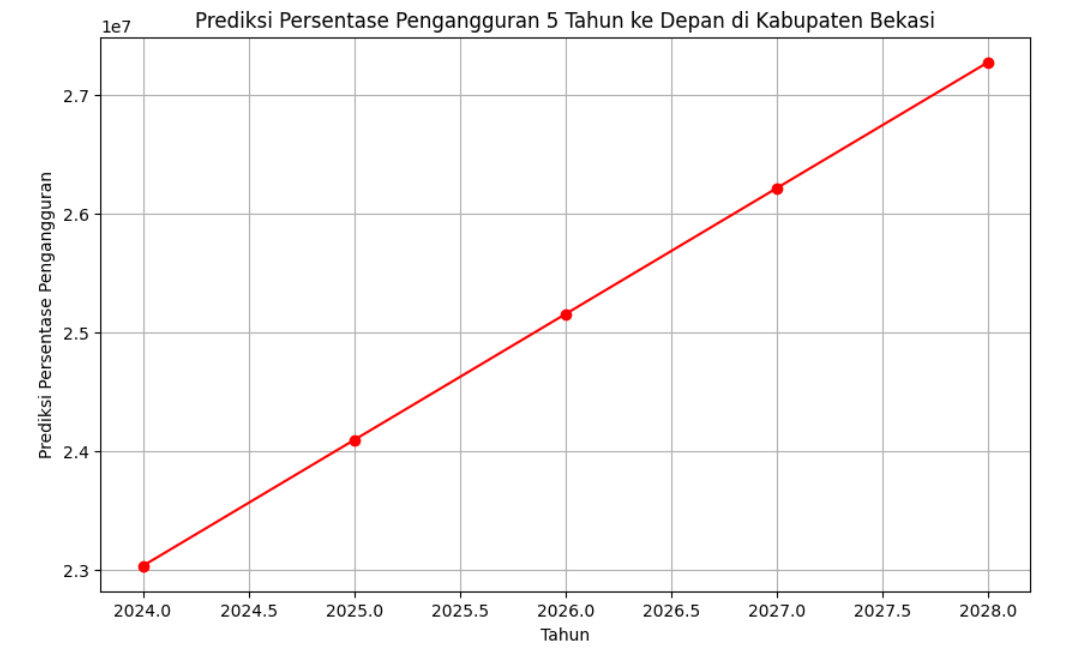 Prediksi Persentase Pengangguran 5 Tahun ke Depan di Kabupaten Bekasi
1e7
2.7
2.6
2.5
2.4
2.3
Prediksi Persentase Pengangguran
2024.0 2024.5 2025.0 2025.5 2026.0 2026.5 2027.0 2027.5 2028.0
Tahun